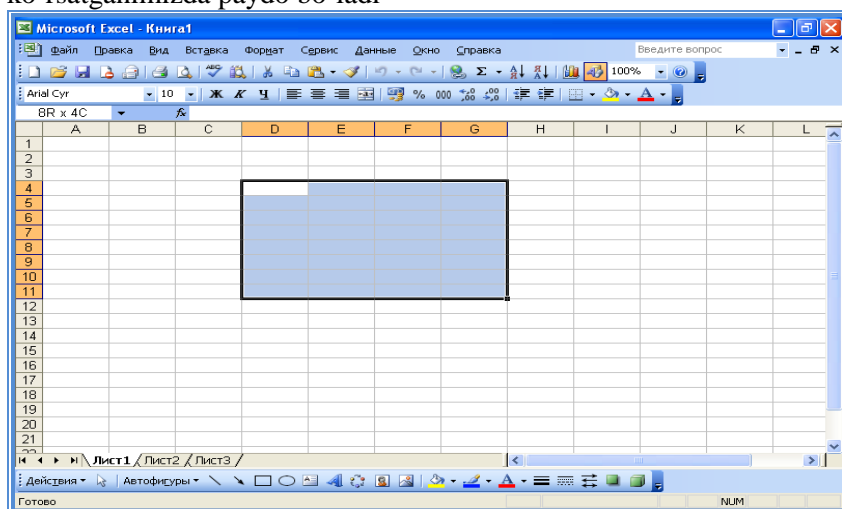 ko‘rsatganimizda paydo bo‘ladi
Microsoft Excel - Книга1
Файл Правка Вид Вставка Формат Сервис Данные Окно Справка Введите вопрос
100%
Arial Cyr 10 Ж К Ч % 000
8R x 4C fx
A B C D E F G H I J K L
1
2
3
4
5
6
7
8
9
10
11
12
13
14
15
16
17
18
19
20
21
Лист1 Лист2 Лист3
Действия Автофигуры
Готово NUM